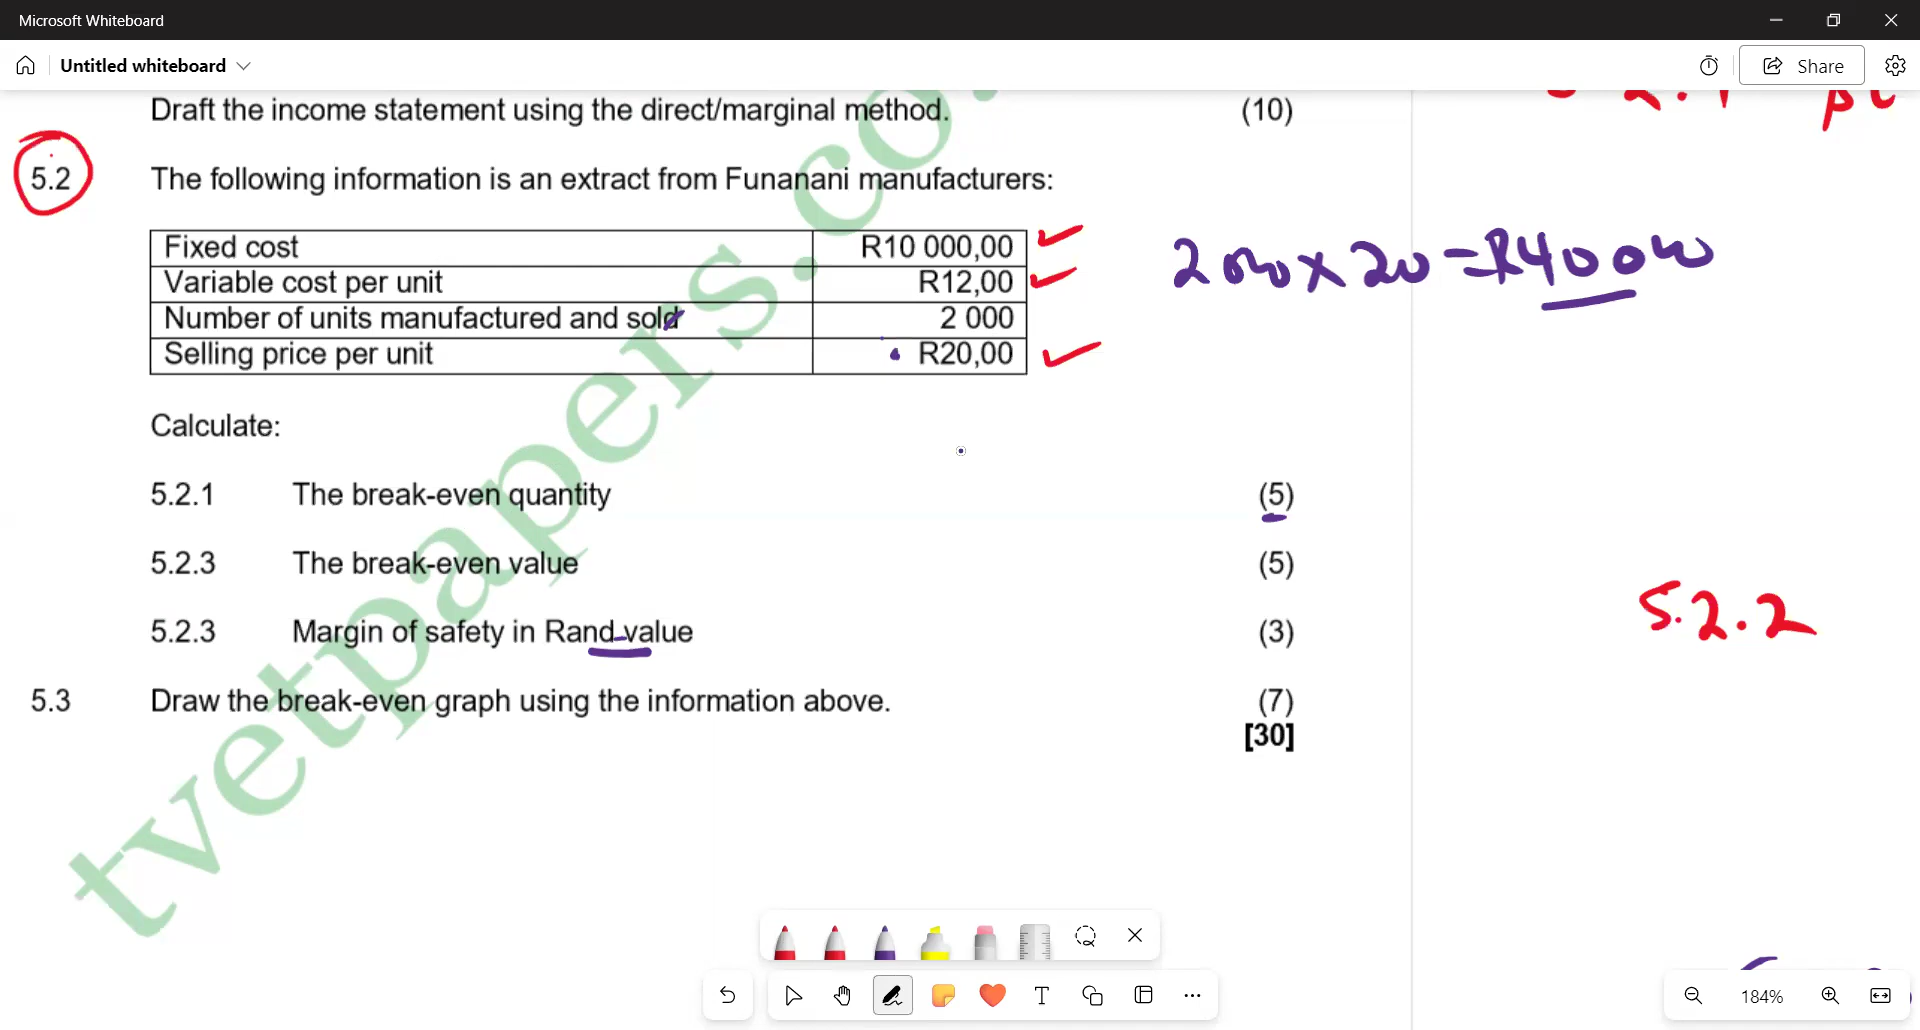 Microsoft Whiteboard
Untitled whiteboard
Share
Draft the income statement using the direct/marginal method. (10)
5.2 The following information is an extract from Funanani manufacturers:
Fixed cost R10 000,00
Variable cost per unit R12,00
Number of units manufactured and sold 2 000
Selling price per unit R20,00
2000 x 20 = R40000
Calculate:
5.2.1 The break-even quantity (5)
5.2.3 The break-even value (5)
5.2.2
5.2.3 Margin of safety in Rand value (3)
5.3 Draw the break-even graph using the information above. (7)
[30]
tvetpapers.co.
184%